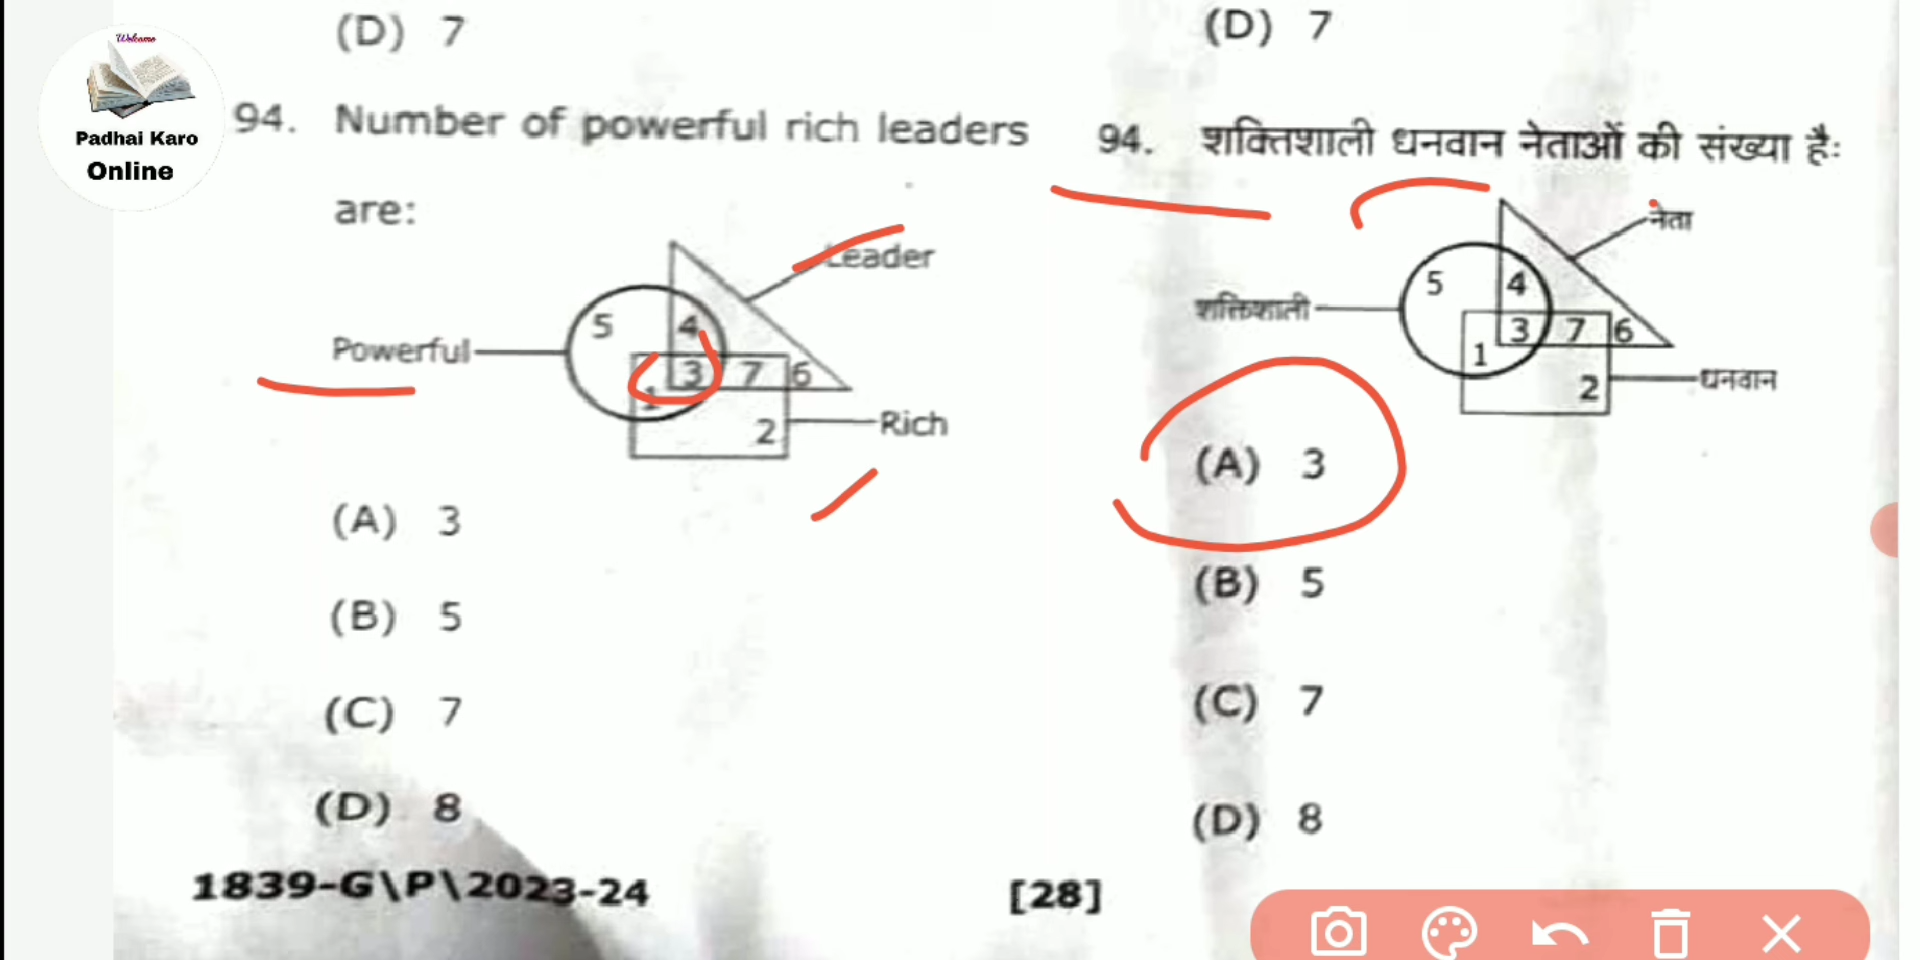 Welcome
Padhai Karo
Online
(D) 7
94. Number of powerful rich leaders
are:
Leader
Powerful
5
4
3
7
6
1
2
Rich
(A) 3
(B) 5
(C) 7
(D) 8
1839-G\P\2023-24
[28]
(D) 7
94. शक्तिशाली धनवान नेताओं की संख्या है:
नेता
शक्तिशाली
5
4
3
7
6
1
2
धनवान
(A) 3
(B) 5
(C) 7
(D) 8